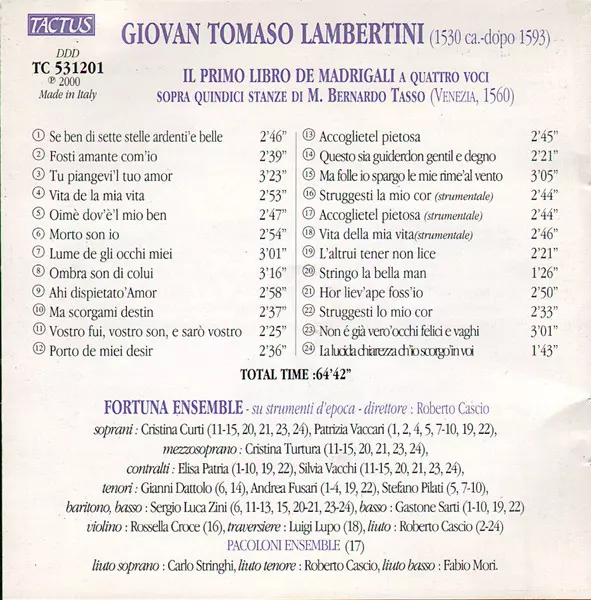 TACTUS
DDD
TC 531201
℗ 2000
Made in Italy
GIOVAN TOMASO LAMBERTINI (1530 ca.-dopo 1593)
IL PRIMO LIBRO DE MADRIGALI A QUATTRO VOCI
SOPRA QUINDICI STANZE DI M. BERNARDO TASSO (VENEZIA, 1560)
1 Se ben di sette stelle ardenti'e belle 2'46"
2 Fosti amante com'io 2'39"
3 Tu piangevi'l tuo amor 3'23"
4 Vita de la mia vita 2'53"
5 Oimè dov'è'l mio ben 2'47"
6 Morto son io 2'54"
7 Lume de gli occhi miei 3'01"
8 Ombra son di colui 3'16"
9 Ahi dispietato'Amor 2'58"
10 Ma scorgami destin 2'37"
11 Vostro fui, vostro son, e sarò vostro 2'25"
12 Porto de miei desir 2'36"
13 Accoglietel pietosa 2'45"
14 Questo sia guiderdon gentil e degno 2'21"
15 Ma folle io spargo le mie rime'al vento 3'05"
16 Struggesti la mio cor (strumentale) 2'44"
17 Accoglietel pietosa (strumentale) 2'44"
18 Vita della mia vita(strumentale) 2'46"
19 L'altrui tener non lice 2'21"
20 Stringo la bella man 1'26"
21 Hor liev'ape foss'io 2'50"
22 Struggesti lo mio cor 2'33"
23 Non é già vero'occhi felici e vaghi 3'01"
24 La lucida chiarezza ch'io scorgo'in voi 1'43"
TOTAL TIME :64'42"
FORTUNA ENSEMBLE - su strumenti d'epoca - direttore : Roberto Cascio
soprani : Cristina Curti (11-15, 20, 21, 23, 24), Patrizia Vaccari (1, 2, 4, 5, 7-10, 19, 22),
mezzosoprano : Cristina Turtura (11-15, 20, 21, 23, 24),
contralti : Elisa Patria (1-10, 19, 22), Silvia Vacchi (11-15, 20, 21, 23, 24),
tenori : Gianni Dattolo (6, 14), Andrea Fusari (1-4, 19, 22), Stefano Pilati (5, 7-10),
baritono, basso : Sergio Luca Zini (6, 11-13, 15, 20-21, 23-24), basso : Gastone Sarti (1-10, 19, 22)
violino : Rossella Croce (16), traversiere : Luigi Lupo (18), liuto : Roberto Cascio (2-24)
PACOLONI ENSEMBLE (17)
liuto soprano : Carlo Stringhi, liuto tenore : Roberto Cascio, liuto basso : Fabio Mori.